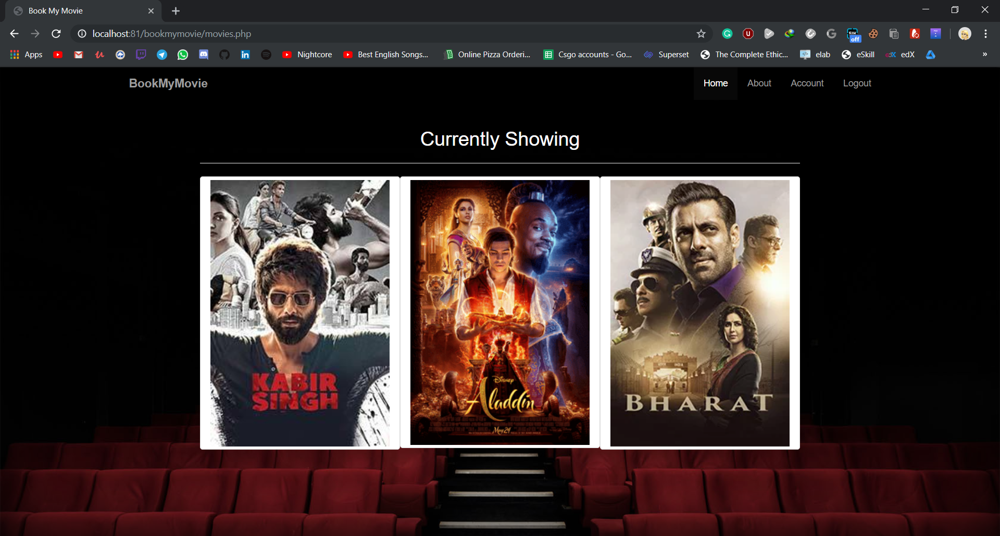 Book My Movie
localhost:81/bookmymovie/movies.php
off
Apps
Nightcore
Best English Songs...
Online Pizza Orderi...
Csgo accounts - Go...
Superset
The Complete Ethic...
elab
eSkill
edX
BookMyMovie
Home
About
Account
Logout
Currently Showing
KABIR
SINGH
Disney
Aladdin
May 24
INDIA
BHARAT